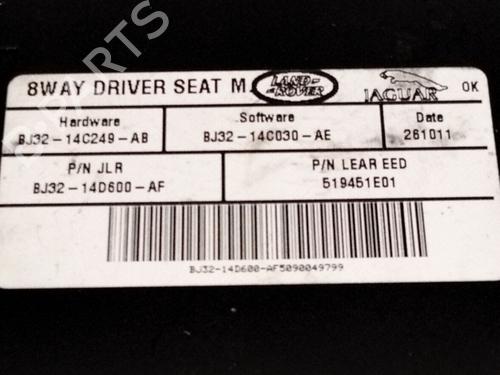 8WAY DRIVER SEAT M. LAND-ROVER JAGUAR OK
Hardware Software Date
BJ32-14C249-AB BJ32-14C030-AE 261011
P/N JLR P/N LEAR EED
BJ32-14D600-AF 519451E01
BJ32-14D600-AF5090049799